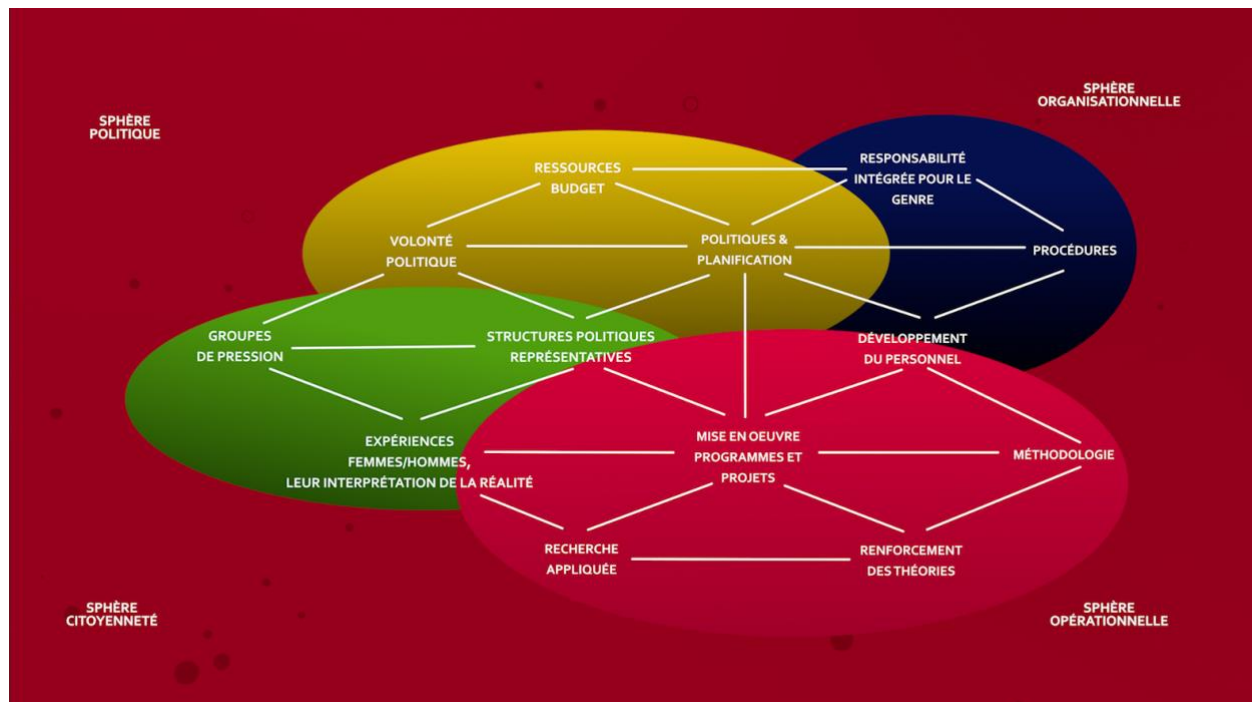 SPHÈRE
POLITIQUE
SPHÈRE
ORGANISATIONNELLE
RESSOURCES
BUDGET
RESPONSABILITÉ
INTÉGRÉE POUR LE
GENRE
VOLONTÉ
POLITIQUE
POLITIQUES &
PLANIFICATION
PROCÉDURES
GROUPES
DE PRESSION
STRUCTURES POLITIQUES
REPRÉSENTATIVES
DÉVELOPPEMENT
DU PERSONNEL
EXPÉRIENCES
FEMMES/HOMMES,
LEUR INTERPRÉTATION DE LA RÉALITÉ
MISE EN OEUVRE
PROGRAMMES ET
PROJETS
MÉTHODOLOGIE
RECHERCHE
APPLIQUÉE
RENFORCEMENT
DES THÉORIES
SPHÈRE
CITOYENNETÉ
SPHÈRE
OPÉRATIONNELLE